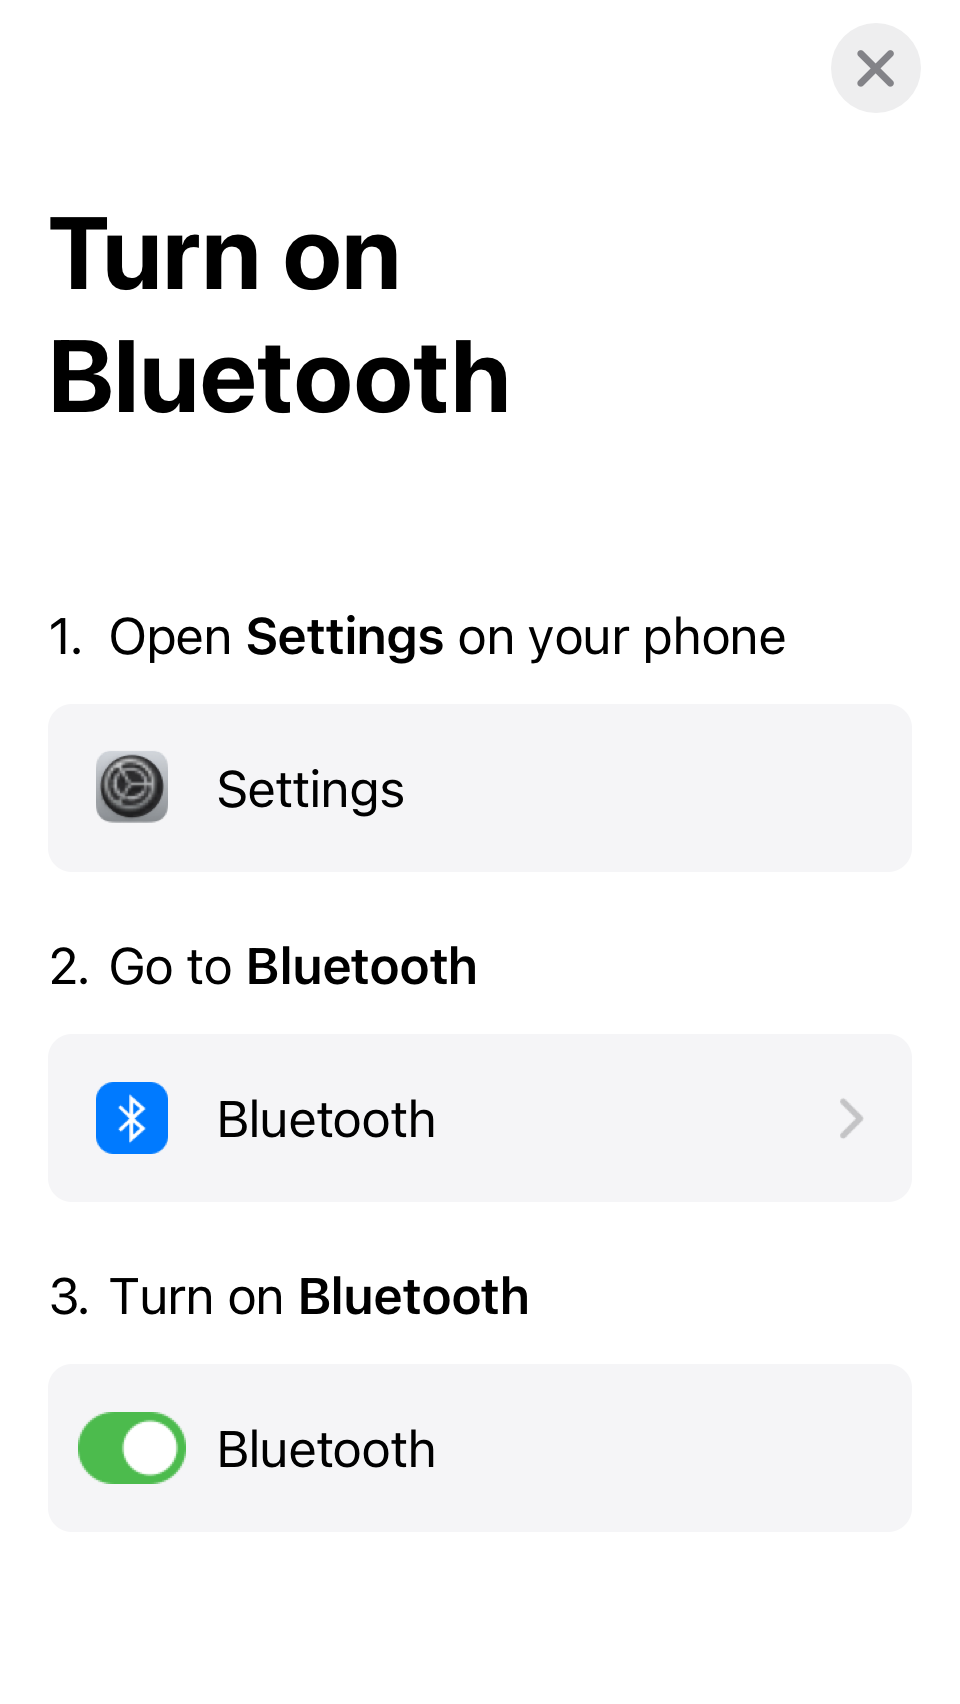 Turn on
Bluetooth
1. Open Settings on your phone
Settings
2. Go to Bluetooth
Bluetooth
3. Turn on Bluetooth
Bluetooth